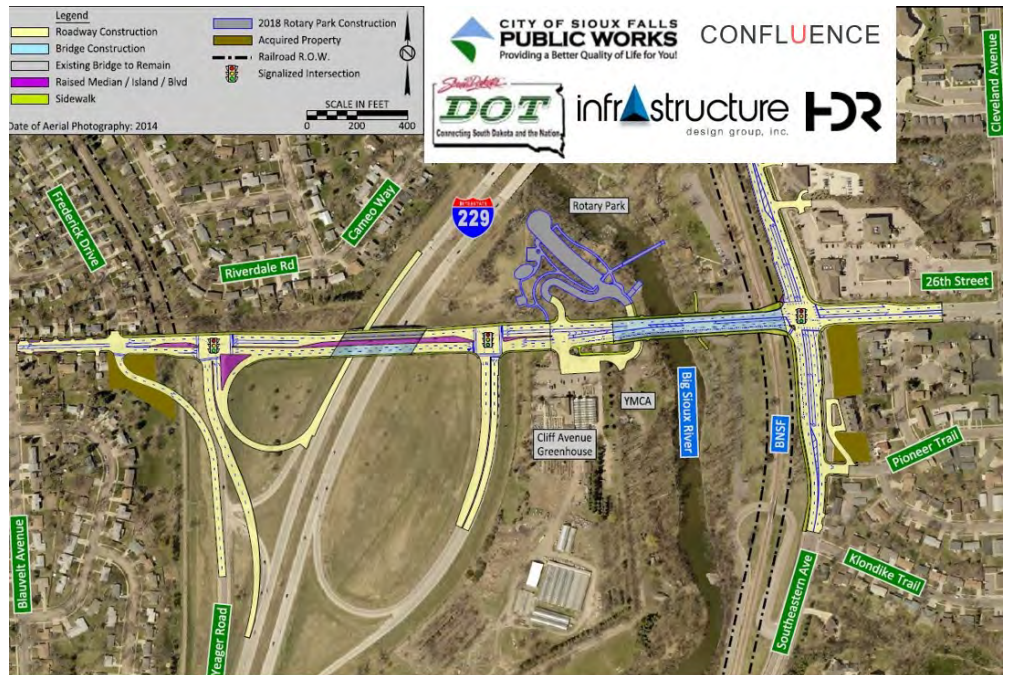 Legend
Roadway Construction
Bridge Construction
Existing Bridge to Remain
Raised Median / Island / Blvd
Sidewalk
2018 Rotary Park Construction
Acquired Property
Railroad R.O.W.
Signalized Intersection
SCALE IN FEET
0 200 400
Date of Aerial Photography: 2014
CITY OF SIOUX FALLS
PUBLIC WORKS
Providing a Better Quality of Life for You!
CONFLUENCE
South Dakota
DOT
Connecting South Dakota and the Nation
infrastructure
design group, inc.
HDR
Cleveland Avenue
Frederick Drive
Cameo Way
Riverdale Rd
INTERSTATE
229
Rotary Park
26th Street
YMCA
Big Sioux River
BNSF
Cliff Avenue
Greenhouse
Pioneer Trail
Klondike Trail
Blauvelt Avenue
Yeager Road
Southeastern Ave